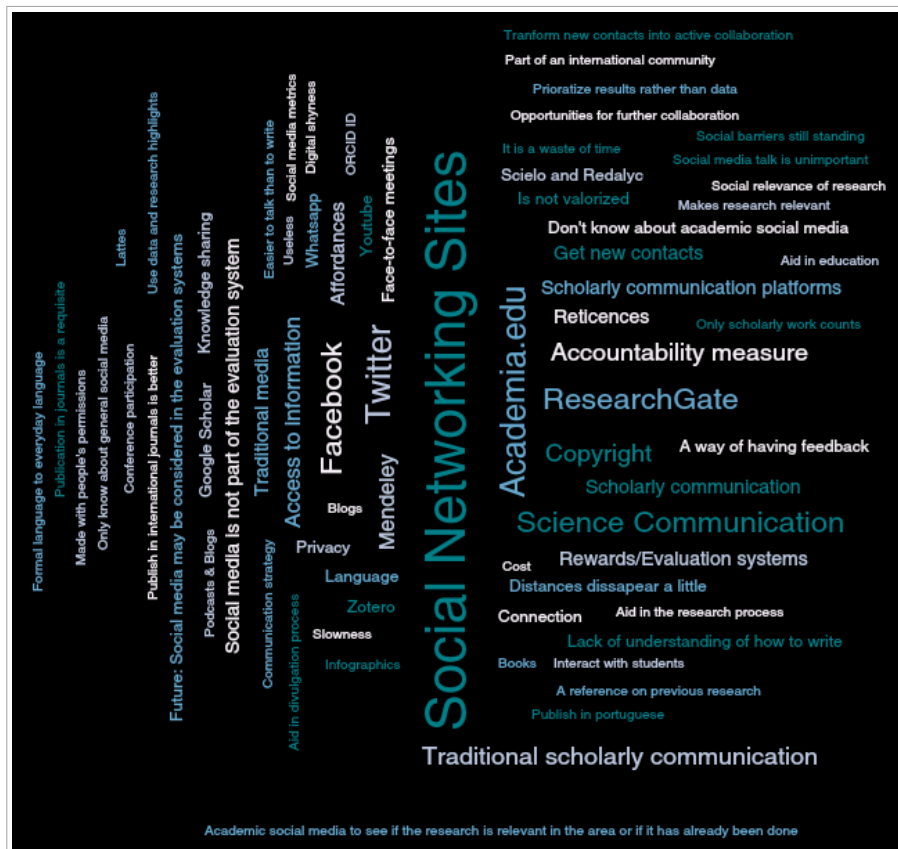 Tranform new contacts into active collaboration
Part of an international community
Prioratize results rather than data
Opportunities for further collaboration
Social barriers still standing
It is a waste of time
Social media talk is unimportant
Scielo and Redalyc
Social relevance of research
Is not valorized
Makes research relevant
Don't know about academic social media
Get new contacts
Aid in education
Scholarly communication platforms
Reticences
Only scholarly work counts
Accountability measure
ResearchGate
A way of having feedback
Copyright
Scholarly communication
Science Communication
Rewards/Evaluation systems
Cost
Distances dissapear a little
Connection
Aid in the research process
Lack of understanding of how to write
Books
Interact with students
A reference on previous research
Publish in portuguese
Traditional scholarly communication
Academic social media to see if the research is relevant in the area or if it has already been done
Formal language to everyday language
Publication in journals is a requisite
Made with people's permissions
Only know about general social media
Lattes
Conference participation
Use data and research highlights
Publish in international journals is better
Future: Social media may be considered in the evaluation systems
Knowledge sharing
Google Scholar
Podcasts & Blogs
Social media is not part of the evaluation system
Easier to talk than to write
Traditional media
Communication strategy
Useless
Social media metrics
Access to Information
Aid in divulgation process
Digital shyness
Whatsapp
Affordances
ORCID ID
Youtube
Face-to-face meetings
Facebook
Twitter
Mendeley
Blogs
Privacy
Language
Zotero
Slowness
Infographics
Social Networking Sites
Academia.edu